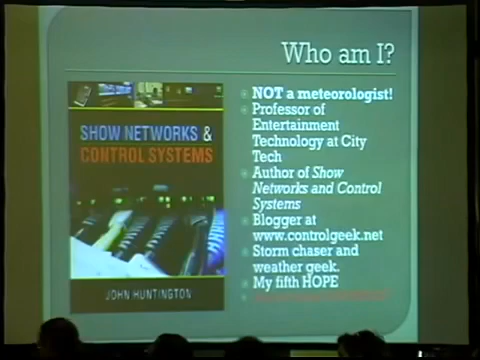 Who am I?
SHOW NETWORKS &
CONTROL SYSTEMS
JOHN HUNTINGTON
NOT a meteorologist!
Professor of
Entertainment
Technology at City
Tech
Author of Show
Networks and Control
Systems
Blogger at
www.controlgeek.net
Storm chaser and
weather geek.
My fifth HOPE